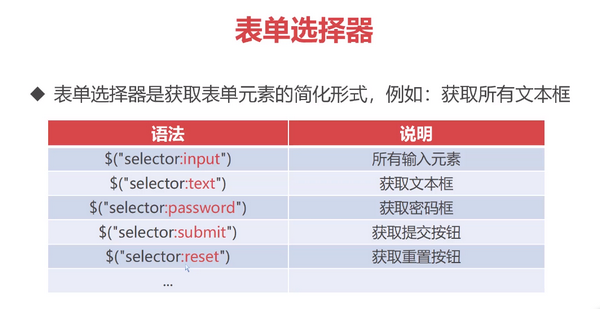 表单选择器
◆ 表单选择器是获取表单元素的简化形式，例如：获取所有文本框
语法 说明
$("selector:input") 所有输入元素
$("selector:text") 获取文本框
$("selector:password") 获取密码框
$("selector:submit") 获取提交按钮
$("selector:reset") 获取重置按钮
...